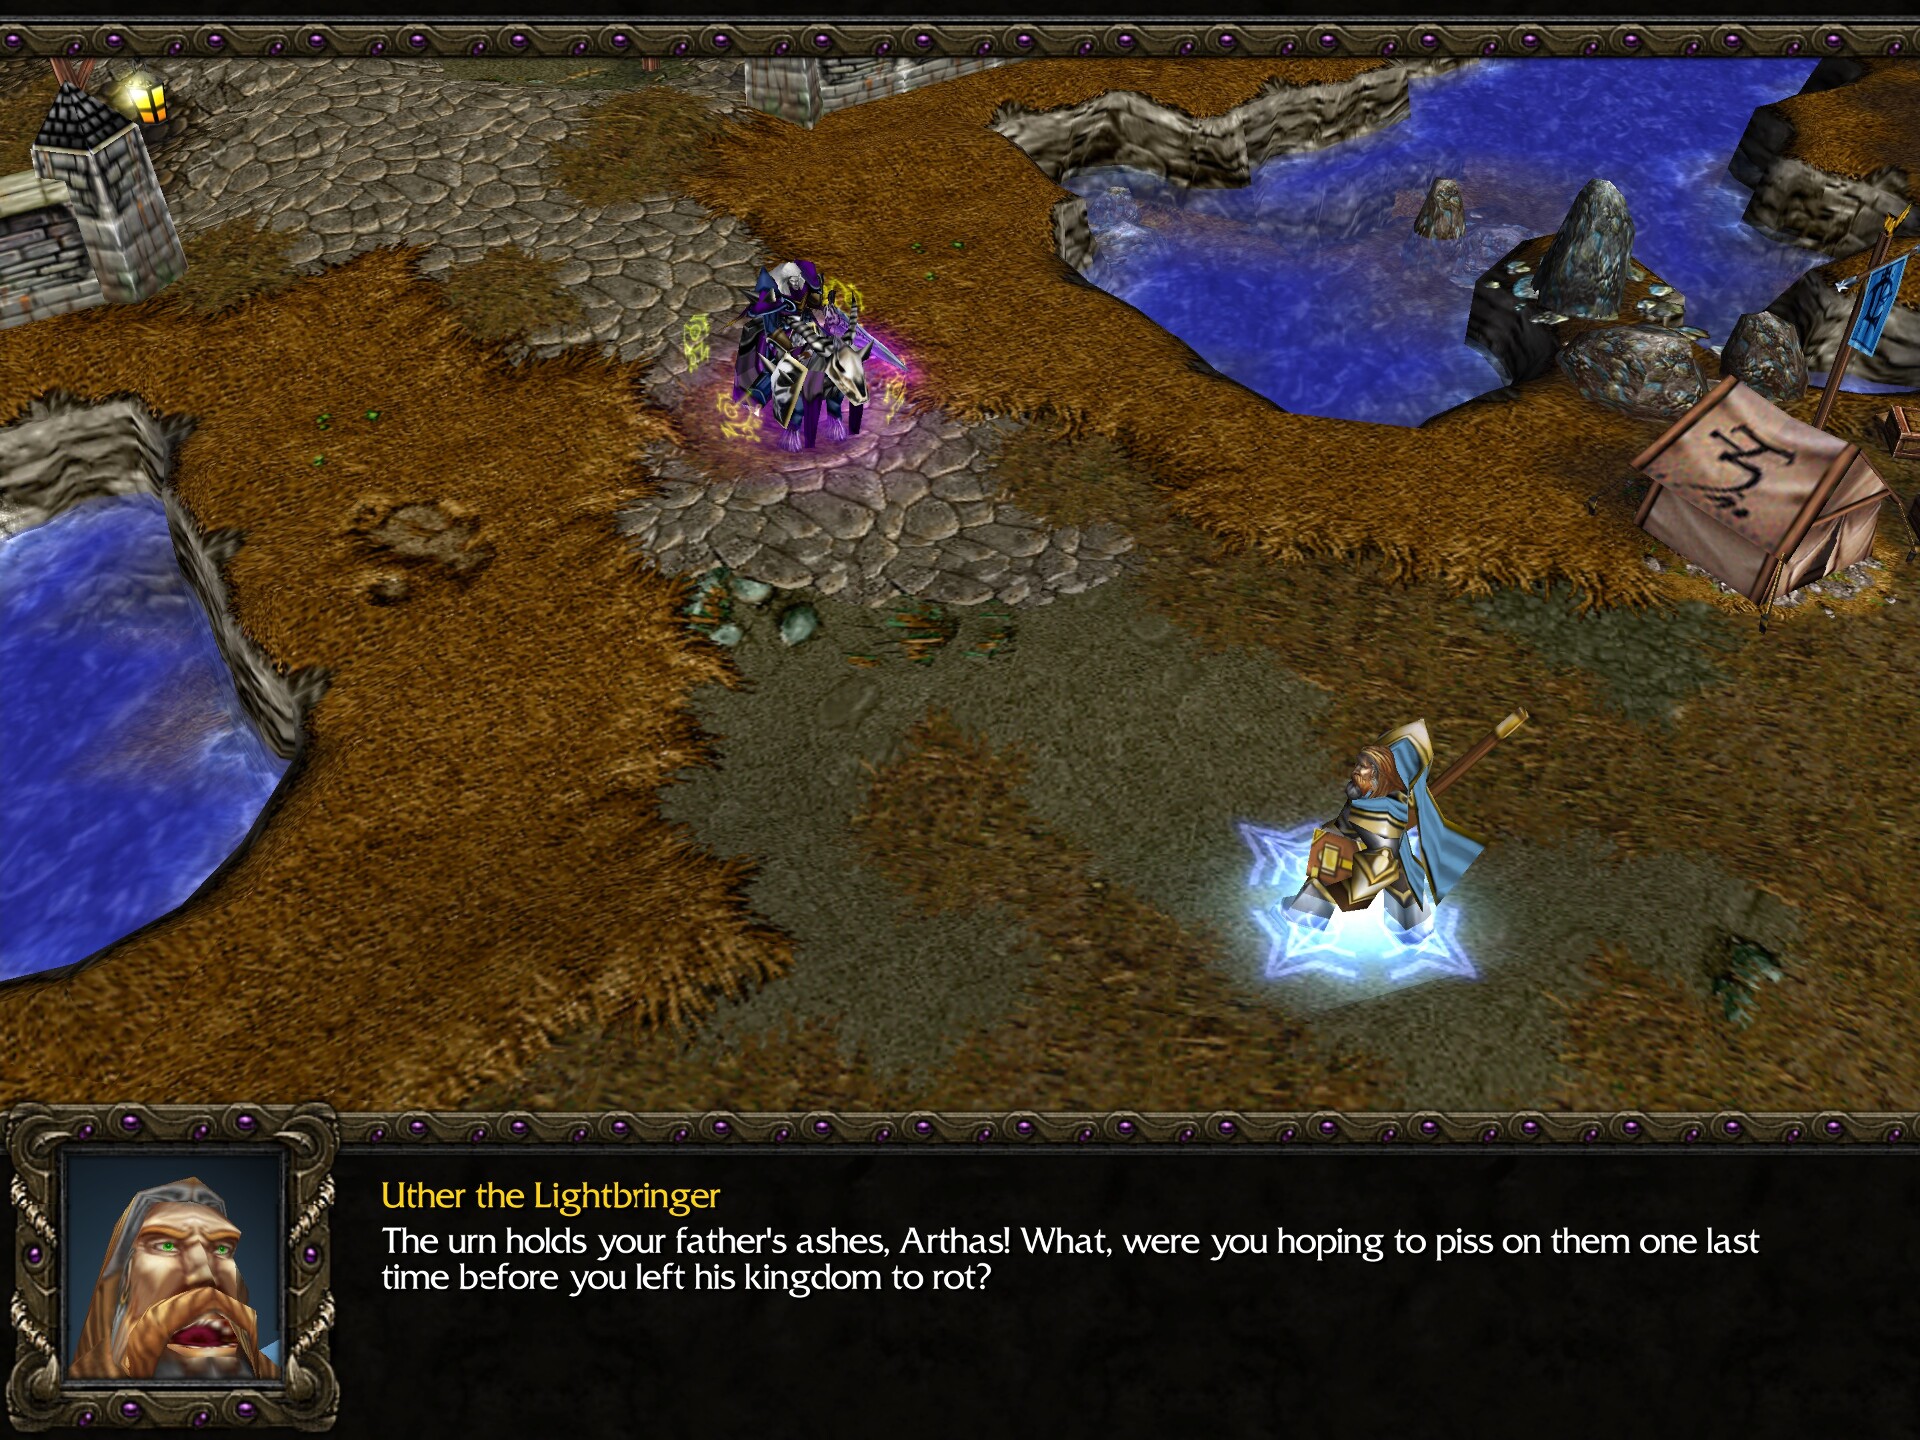 Uther the Lightbringer
The urn holds your father's ashes, Arthas! What, were you hoping to piss on them one last
time before you left his kingdom to rot?